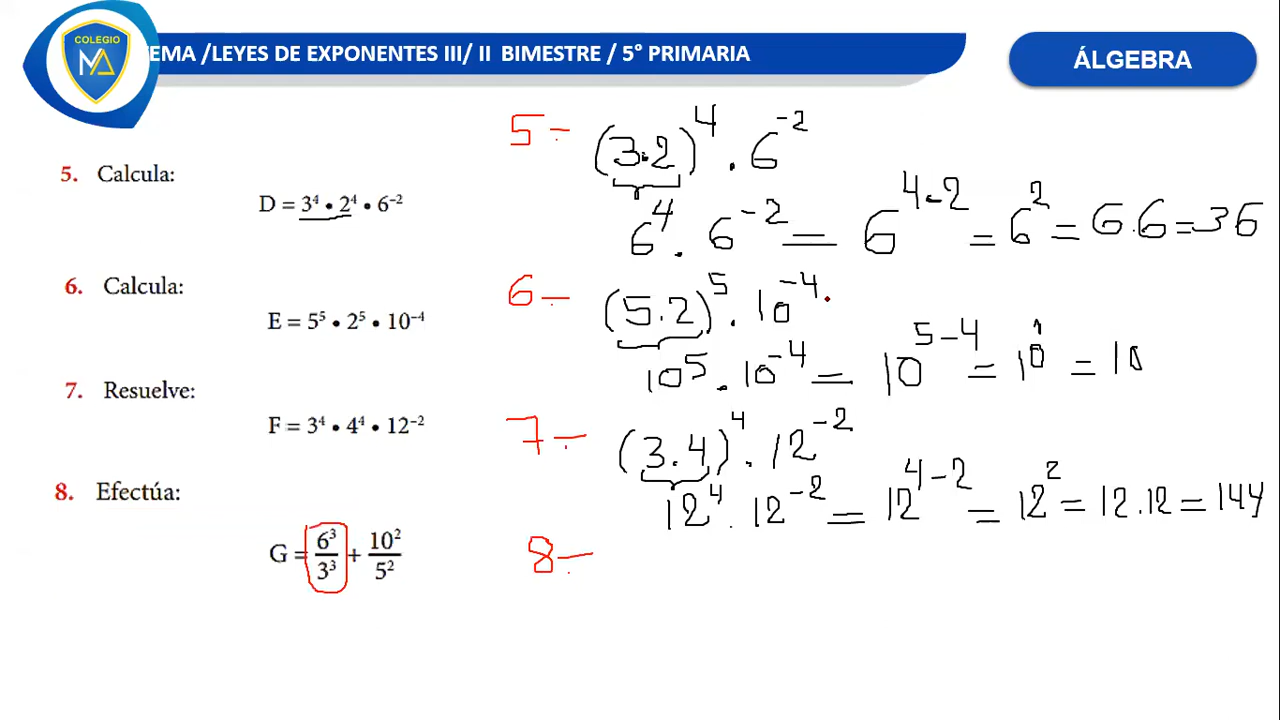 COLEGIO
EMA /LEYES DE EXPONENTES III/ II BIMESTRE / 5° PRIMARIA
ÁLGEBRA
5. Calcula:
D = 3⁴ • 2⁴ • 6⁻²
6. Calcula:
E = 5⁵ • 2⁵ • 10⁻⁴
7. Resuelve:
F = 3⁴ • 4⁴ • 12⁻²
8. Efectúa:
G = 6³/3³ + 10²/5²
5-
(3.2)⁴ . 6⁻²
6⁴ . 6⁻² = 6⁴⁻² = 6² = 6.6 = 36
6-
(5.2)⁵ . 10⁻⁴
10⁵ . 10⁻⁴ = 10⁵⁻⁴ = 10¹ = 10
7-
(3.4)⁴ . 12⁻²
12⁴ . 12⁻² = 12⁴⁻² = 12² = 12.12 = 144
8-